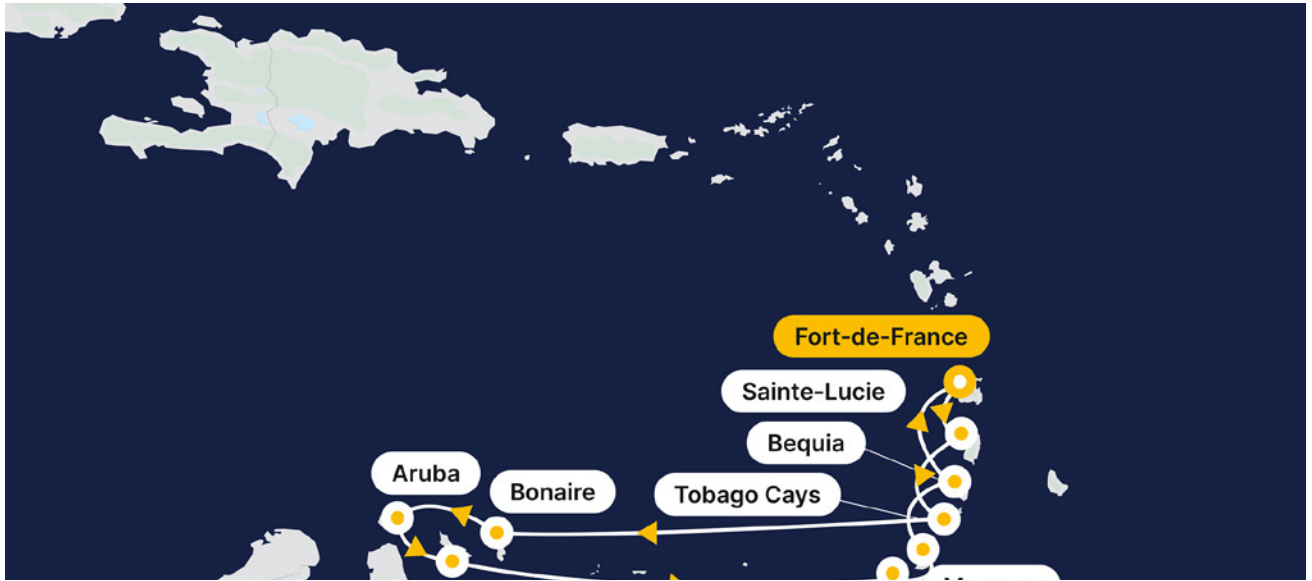 Fort-de-France
Sainte-Lucie
Bequia
Aruba
Bonaire
Tobago Cays